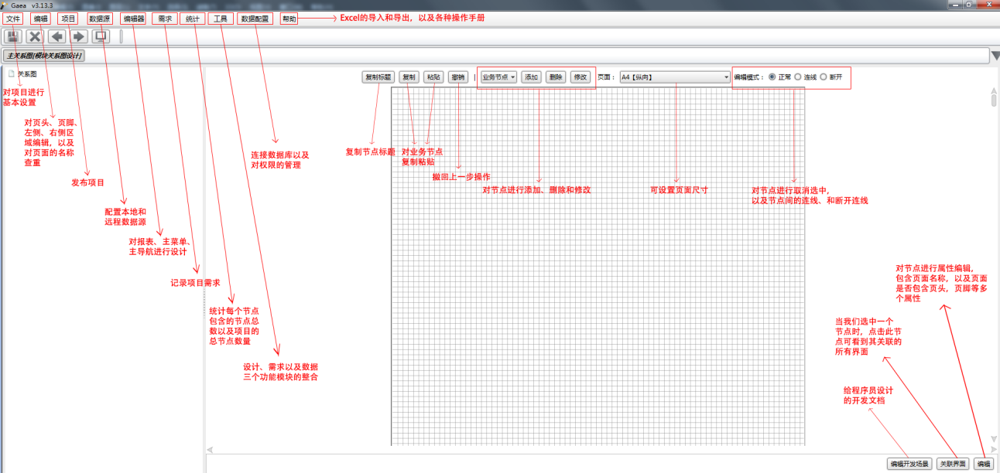 Gaea v3.13.3
文件 编辑 项目 数据源 编辑器 需求 统计 工具 数据配置 帮助
Excel的导入和导出，以及各种操作手册
主关系图[模块关系图设计]
关系图
复制标题 复制 粘贴 撤销 | 业务节点 添加 删除 修改 页面： A4【纵向】 编辑模式： 正常 连线 断开
对项目进行
基本设置
对页头、页脚、
左侧、右侧区
域编辑，以及
对页面的名称
查重
发布项目
配置本地和
远程数据源
对报表、主菜单、
主导航进行设计
记录项目需求
统计每个节点
包含的节点总
数以及项目的
总节点数量
设计、需求以及数据
三个功能模块的整合
连接数据库以及
对权限的管理
复制节点标题
对业务节点
复制粘贴
撤回上一步操作
对节点进行添加、删除和修改
可设置页面尺寸
对节点进行取消选中，
以及节点间的连线、和断开连线
对节点进行属性编辑，
包含页面名称，以及页面
是否包含页头，页脚等多
个属性
当我们选中一个
节点时，点击此节
点可看到其关联的
所有界面
给程序员设计
的开发文档
编辑开发场景 关联界面 编辑